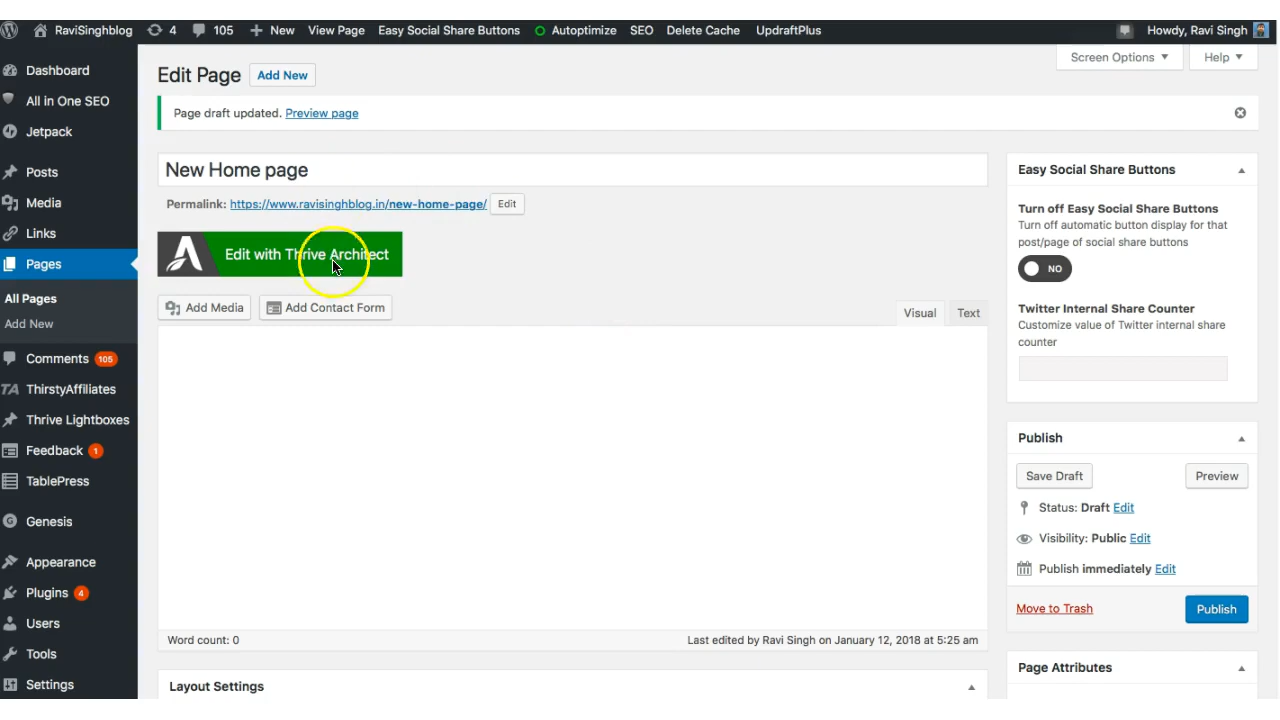 RaviSinghblog 4 105 New View Page Easy Social Share Buttons Autoptimize SEO Delete Cache UpdraftPlus Howdy, Ravi Singh
Dashboard
All in One SEO
Jetpack
Posts
Media
Links
Pages
All Pages
Add New
Comments 105
TA ThirstyAffiliates
Thrive Lightboxes
Feedback 1
TablePress
Genesis
Appearance
Plugins 4
Users
Tools
Settings
Screen Options Help
Edit Page Add New
Page draft updated. Preview page
New Home page
Permalink: https://www.ravisinghblog.in/new-home-page/ Edit
Edit with Thrive Architect
Add Media Add Contact Form
Visual Text
Word count: 0 Last edited by Ravi Singh on January 12, 2018 at 5:25 am
Layout Settings
Easy Social Share Buttons
Turn off Easy Social Share Buttons
Turn off automatic button display for that
post/page of social share buttons
NO
Twitter Internal Share Counter
Customize value of Twitter internal share
counter
Publish
Save Draft Preview
Status: Draft Edit
Visibility: Public Edit
Publish immediately Edit
Move to Trash Publish
Page Attributes